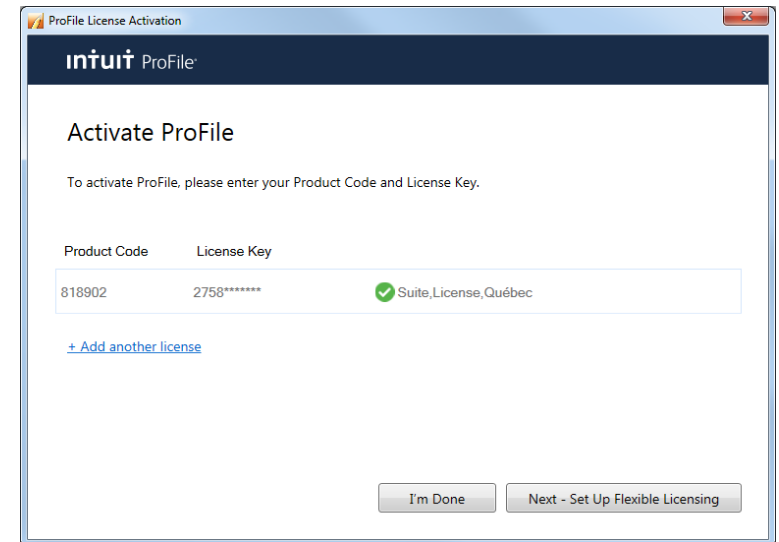 ProFile License Activation
intuit ProFile
Activate ProFile
To activate ProFile, please enter your Product Code and License Key.
Product Code License Key
818902 2758******* Suite,License,Québec
+ Add another license
I'm Done Next - Set Up Flexible Licensing